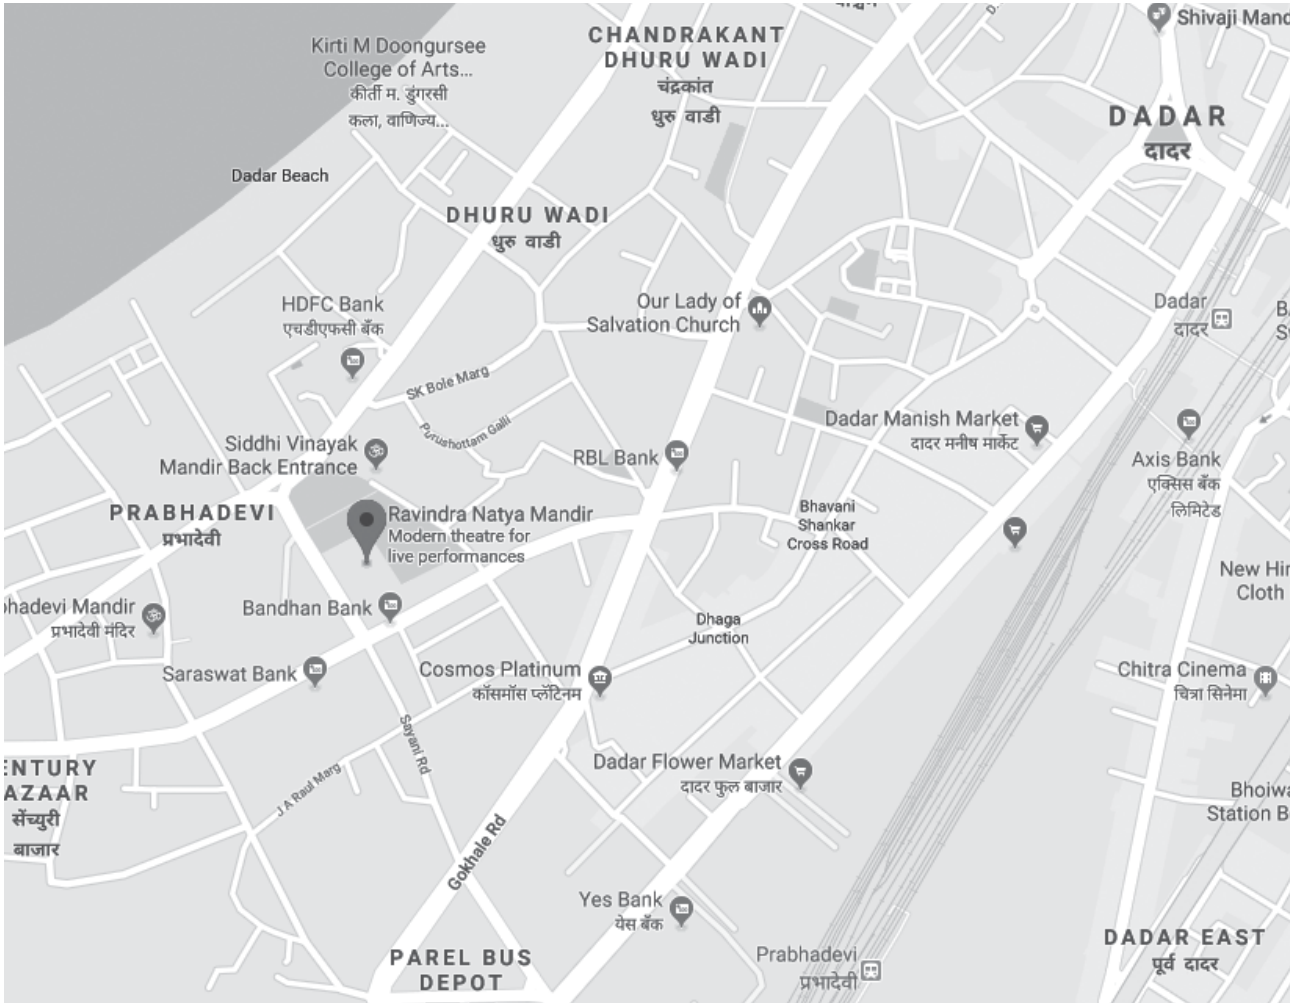 Shivaji Mand
CHANDRAKANT
DHURU WADI
चंद्रकांत
धुरु वाडी
Kirti M Doongursee
College of Arts...
कीर्ती म. डुंगरसी
कला, वाणिज्य...
DADAR
दादर
Dadar Beach
DHURU WADI
धुरु वाडी
HDFC Bank
एचडीएफसी बँक
Our Lady of
Salvation Church
Dadar
दादर
SK Bole Marg
Purushottam Galli
Dadar Manish Market
दादर मनीष मार्केट
Siddhi Vinayak
Mandir Back Entrance
RBL Bank
Axis Bank
एक्सिस बँक
लिमिटेड
PRABHADEVI
प्रभादेवी
Ravindra Natya Mandir
Modern theatre for
live performances
Bhavani
Shankar
Cross Road
New Hin
Cloth
bhadevi Mandir
प्रभादेवी मंदिर
Bandhan Bank
Dhaga
Junction
Saraswat Bank
Cosmos Platinum
कॉसमॉस प्लॅटिनम
Chitra Cinema
चित्रा सिनेमा
Sayani Rd
ENTURY
AZAAR
सेंच्युरी
बाजार
J A Raul Marg
Dadar Flower Market
दादर फुल बाजार
Bhoiwa
Station B
Gokhale Rd
Yes Bank
येस बँक
PAREL BUS
DEPOT
Prabhadevi
प्रभादेवी
DADAR EAST
पूर्व दादर